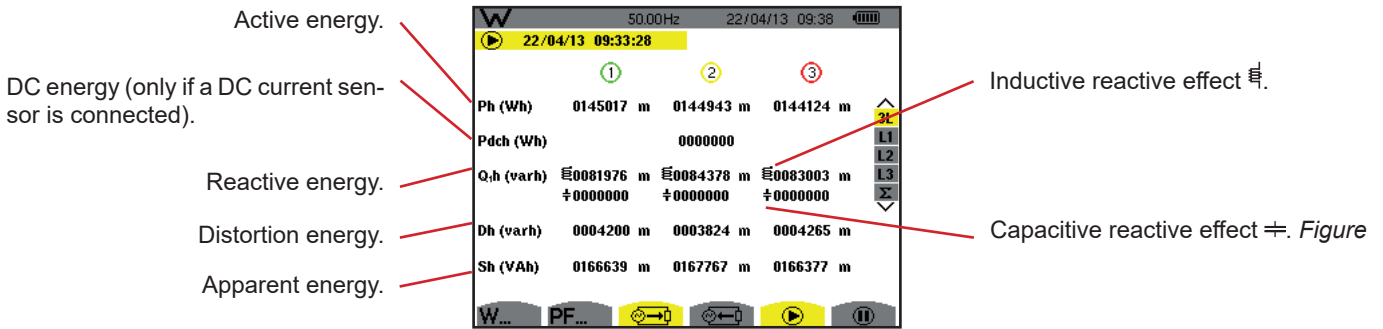 Active energy.
DC energy (only if a DC current sen-
sor is connected).
Reactive energy.
Distortion energy.
Apparent energy.
W 50.00Hz 22/04/13 09:38
22/04/13 09:33:28
1 2 3
Ph (Wh) 0145017 m 0144943 m 0144124 m
3L
Pdch (Wh) 0000000
L1
L2
Q₁h (varh) 0081976 m 0084378 m 0083003 m
L3
0000000 0000000 0000000
Σ
Dh (varh) 0004200 m 0003824 m 0004265 m
Sh (VAh) 0166639 m 0167767 m 0166377 m
W... PF...
Inductive reactive effect .
Capacitive reactive effect . Figure